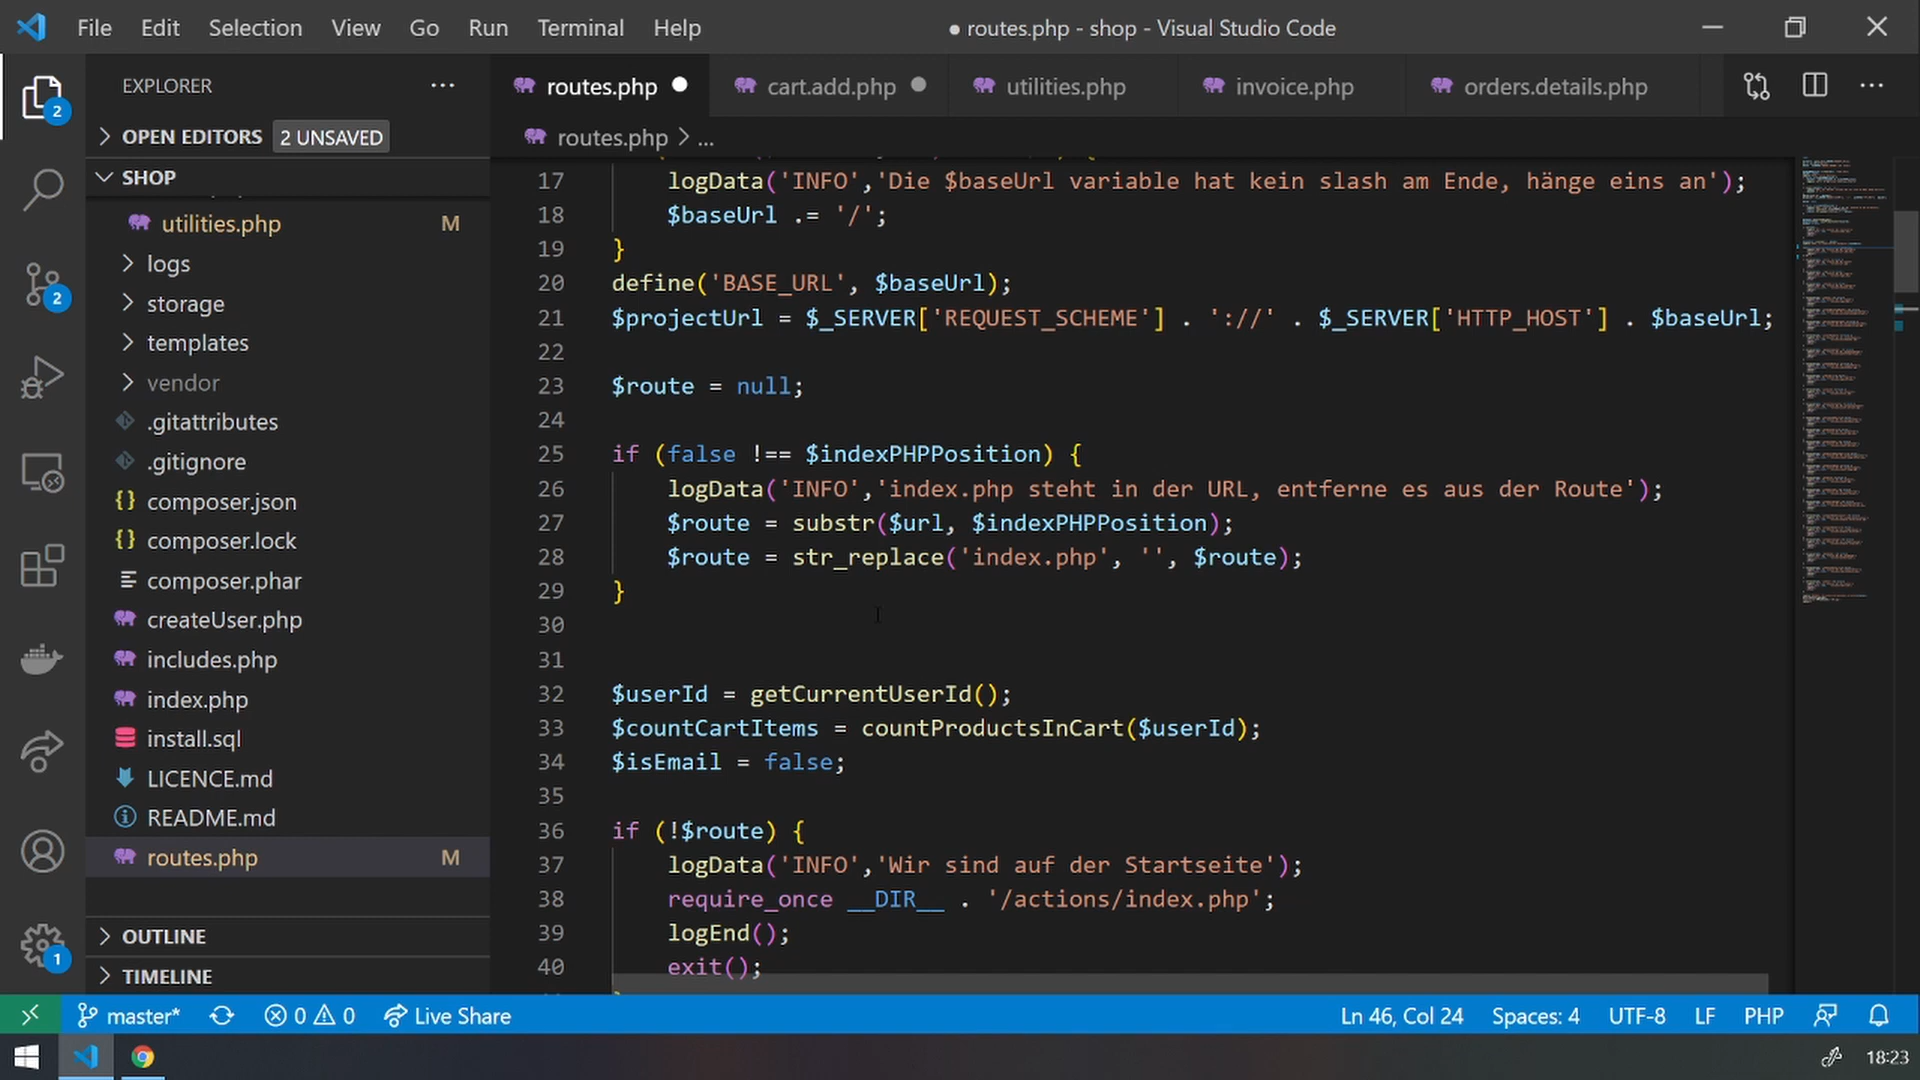 File Edit Selection View Go Run Terminal Help
● routes.php - shop - Visual Studio Code
EXPLORER
routes.php
cart.add.php
utilities.php
invoice.php
orders.details.php
2
OPEN EDITORS 2 UNSAVED
routes.php > ...
SHOP
utilities.php M
logs
storage
templates
vendor
.gitattributes
.gitignore
composer.json
composer.lock
composer.phar
createUser.php
includes.php
index.php
install.sql
LICENCE.md
README.md
routes.php M
OUTLINE
TIMELINE
2
1
17 logData('INFO','Die $baseUrl variable hat kein slash am Ende, hänge eins an');
18 $baseUrl .= '/';
19 }
20 define('BASE_URL', $baseUrl);
21 $projectUrl = $_SERVER['REQUEST_SCHEME'] . '://' . $_SERVER['HTTP_HOST'] . $baseUrl;
22
23 $route = null;
24
25 if (false !== $indexPHPPosition) {
26 logData('INFO','index.php steht in der URL, entferne es aus der Route');
27 $route = substr($url, $indexPHPPosition);
28 $route = str_replace('index.php', '', $route);
29 }
30
31
32 $userId = getCurrentUserId();
33 $countCartItems = countProductsInCart($userId);
34 $isEmail = false;
35
36 if (!$route) {
37 logData('INFO','Wir sind auf der Startseite');
38 require_once __DIR__ . '/actions/index.php';
39 logEnd();
40 exit();
master* 0 0 Live Share
Ln 46, Col 24 Spaces: 4 UTF-8 LF PHP
18:23